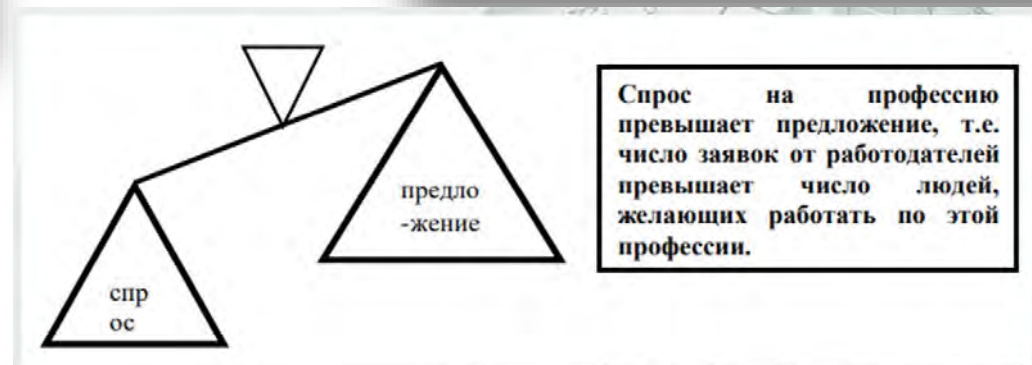 предло
-жение
спр
ос
Спрос на профессию
превышает предложение, т.е.
число заявок от работодателей
превышает число людей,
желающих работать по этой
профессии.